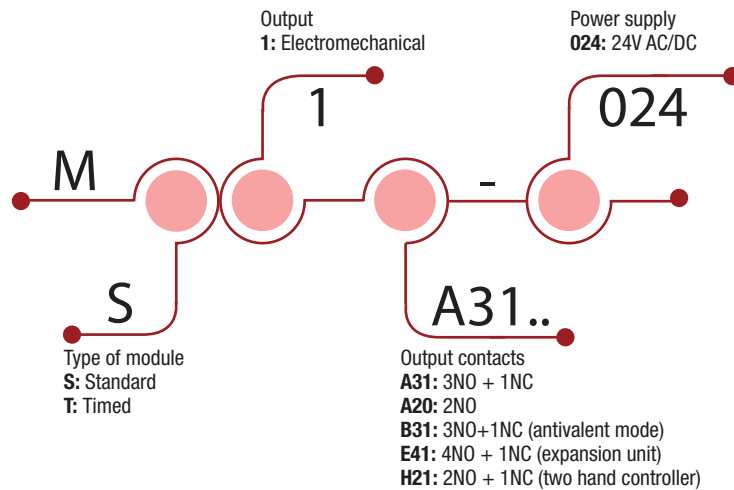 Output
1: Electromechanical
Power supply
024: 24V AC/DC
1
024
M
-
S
A31..
Type of module
S: Standard
T: Timed
Output contacts
A31: 3NO + 1NC
A20: 2NO
B31: 3NO+1NC (antivalent mode)
E41: 4NO + 1NC (expansion unit)
H21: 2NO + 1NC (two hand controller)